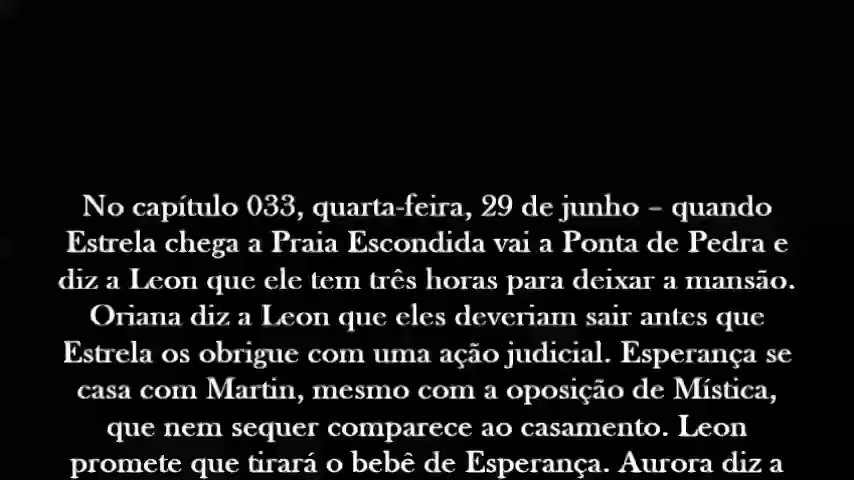 No capítulo 033, quarta-feira, 29 de junho – quando
Estrela chega a Praia Escondida vai a Ponta de Pedra e
diz a Leon que ele tem três horas para deixar a mansão.
Oriana diz a Leon que eles deveriam sair antes que
Estrela os obrigue com uma ação judicial. Esperança se
casa com Martin, mesmo com a oposição de Mística,
que nem sequer comparece ao casamento. Leon
promete que tirará o bebê de Esperança. Aurora diz a